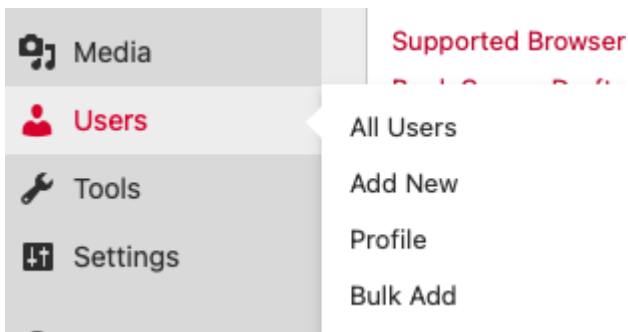 Media
Users
Tools
Settings
Supported Browser
All Users
Add New
Profile
Bulk Add